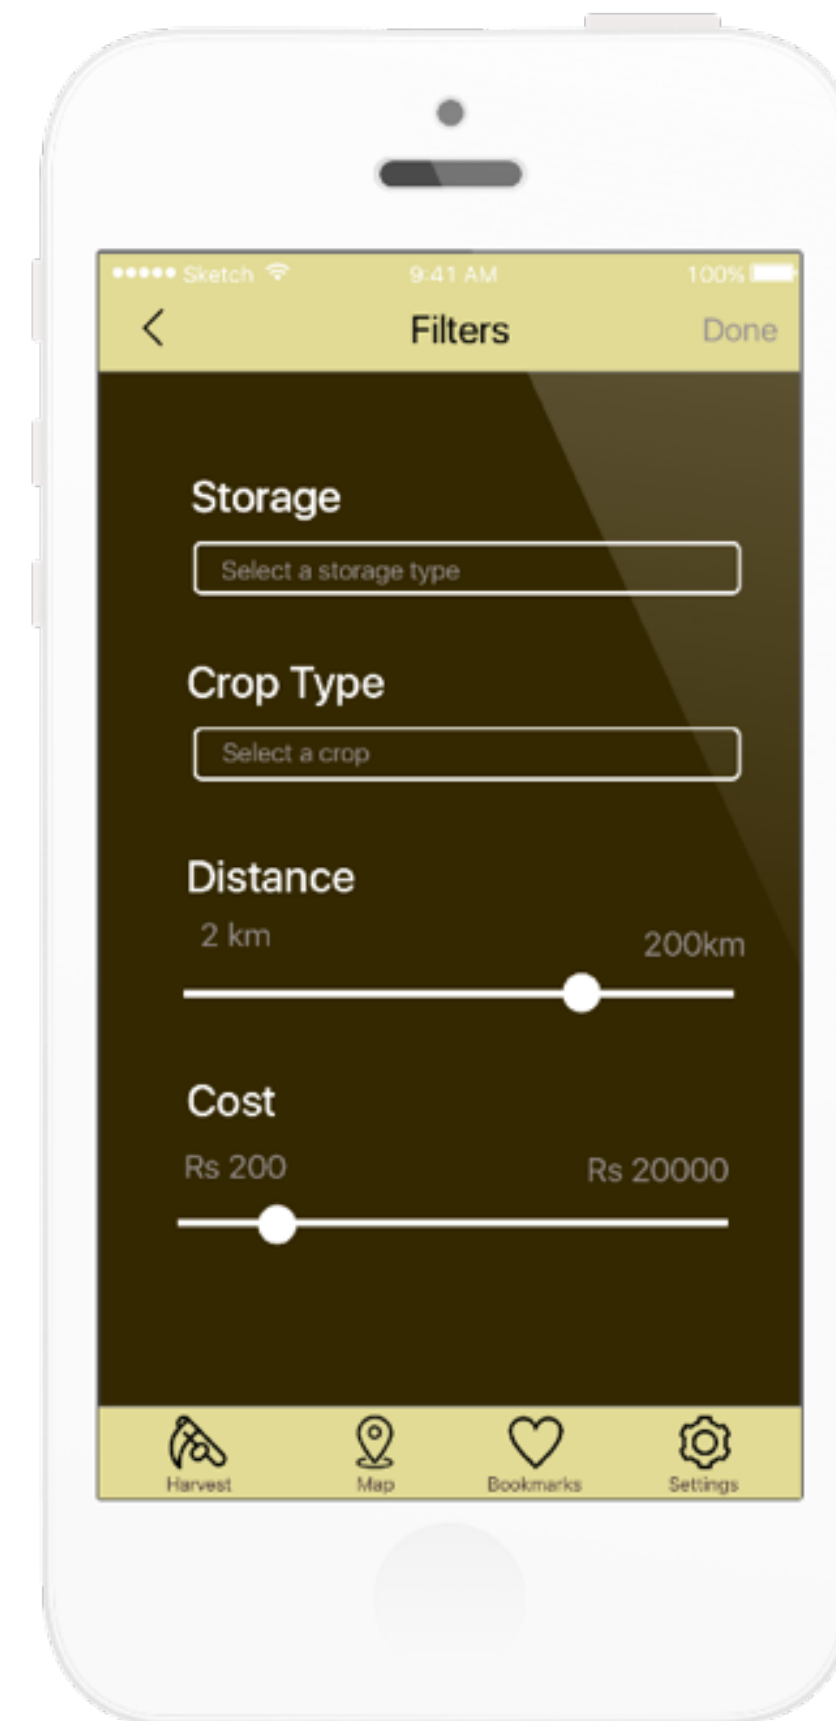 Sketch 9:41 AM 100%
Filters Done
Storage
Select a storage type
Crop Type
Select a crop
Distance
2 km 200km
Cost
Rs 200 Rs 20000
Harvest Map Bookmarks Settings